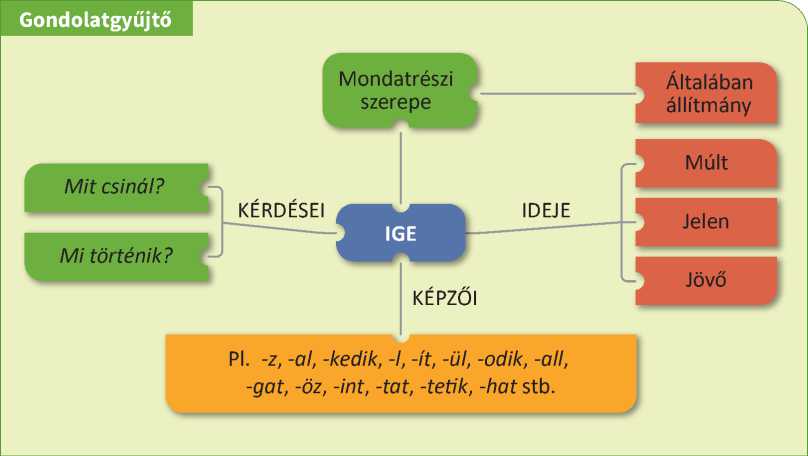 Gondolatgyűjtő
Mondatrészi
szerepe
Általában
állítmány
Mit csinál?
Mi történik?
KÉRDÉSEI
IGE
IDEJE
Múlt
Jelen
Jövő
KÉPZŐI
Pl. -z, -al, -kedik, -l, -ít, -ül, -odik, -all,
-gat, -öz, -int, -tat, -tetik, -hat stb.